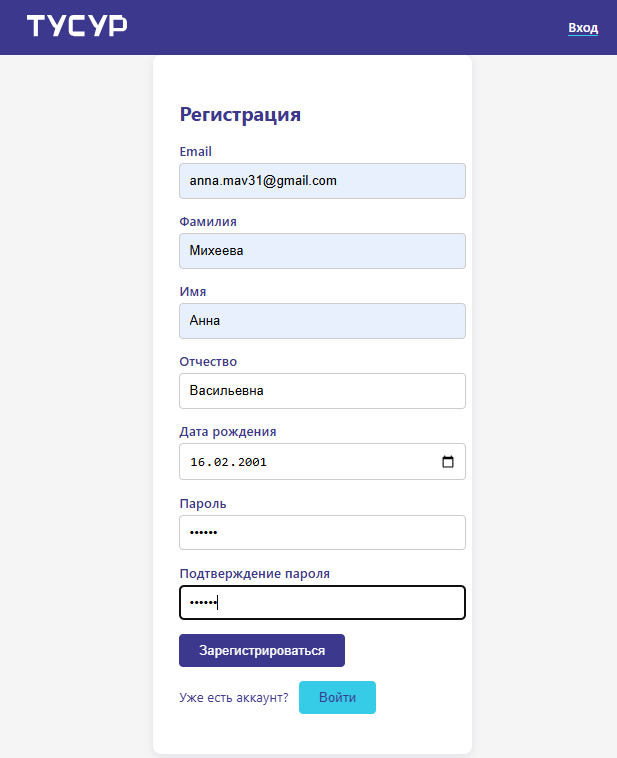 ТУСУР
Вход
Регистрация
Email
anna.mav31@gmail.com
Фамилия
Михеева
Имя
Анна
Отчество
Васильевна
Дата рождения
16.02.2001
Пароль
••••••
Подтверждение пароля
••••••
Зарегистрироваться
Уже есть аккаунт? Войти